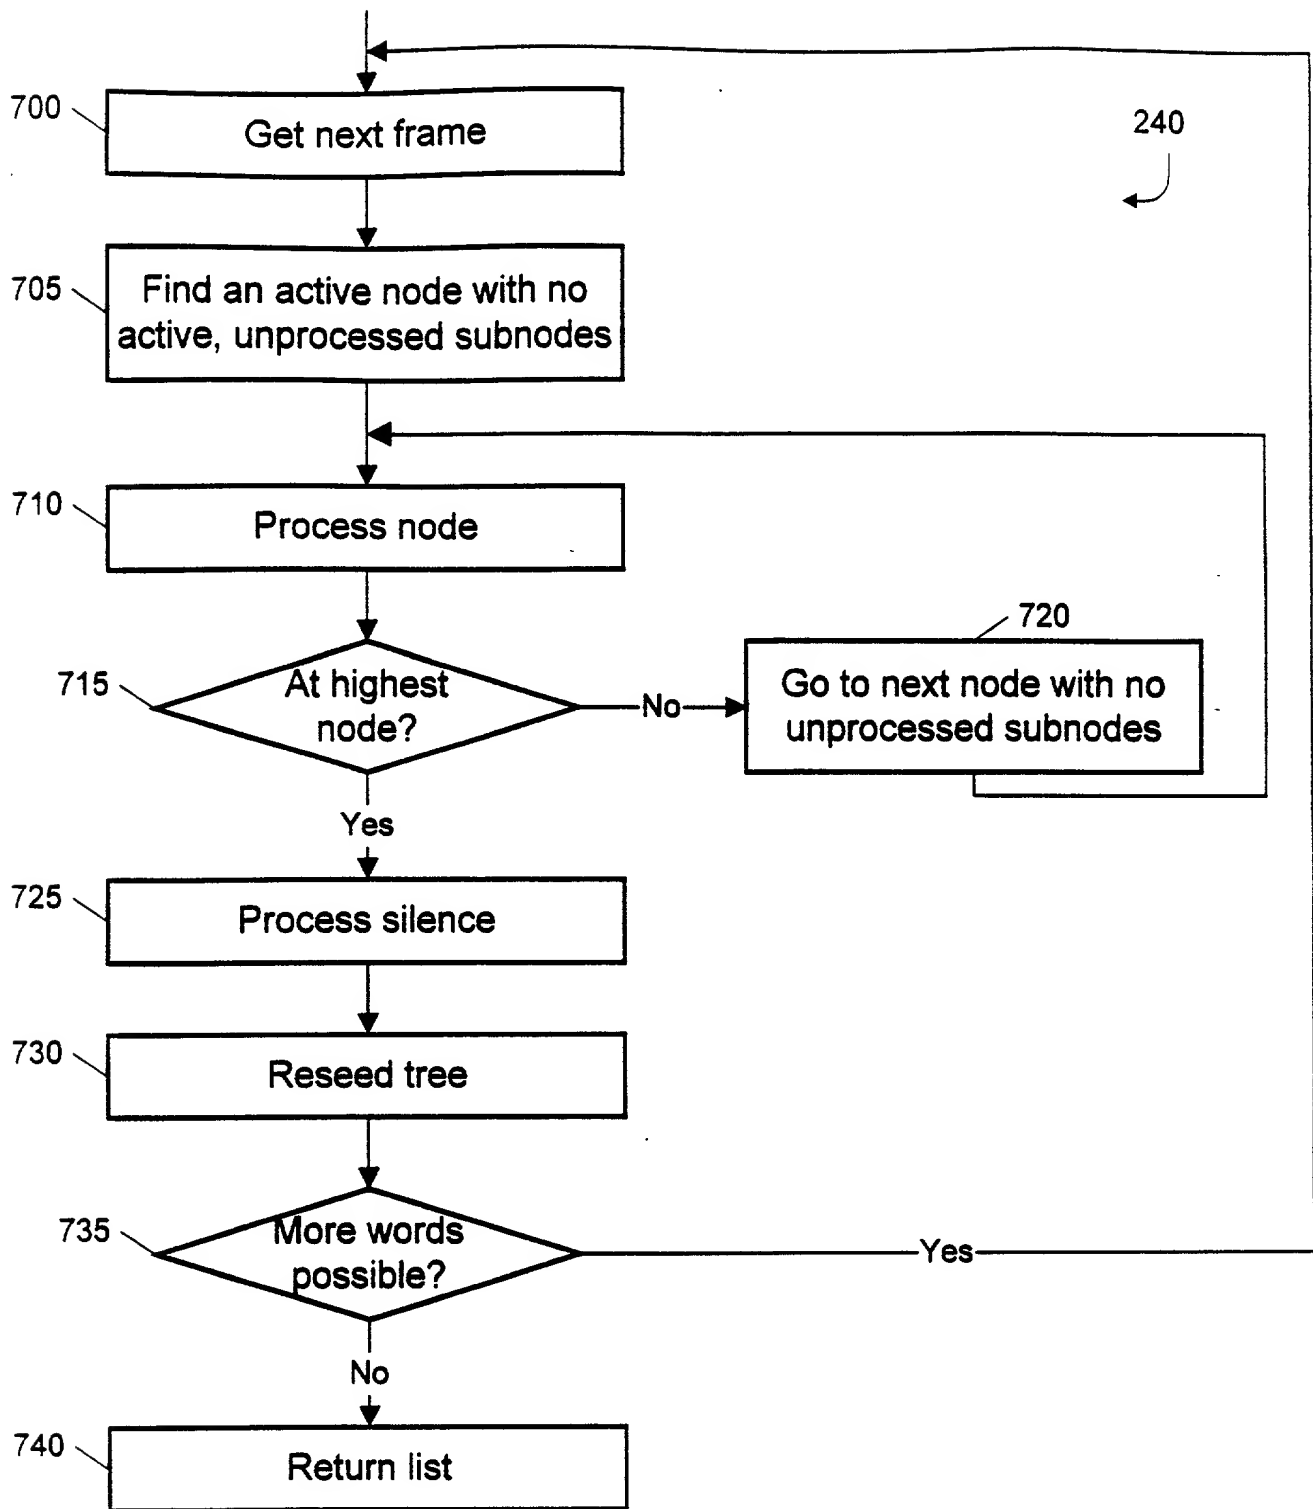 700
Get next frame
240
705
Find an active node with no
active, unprocessed subnodes
710
Process node
720
715
At highest
node?
No
Go to next node with no
unprocessed subnodes
Yes
725
Process silence
730
Reseed tree
735
More words
possible?
Yes
No
740
Return list